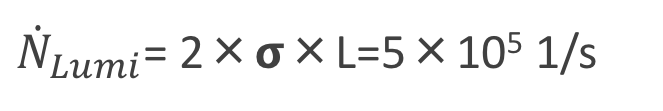 Ṅ_Lumi = 2 × σ × L=5 × 10⁵ 1/s